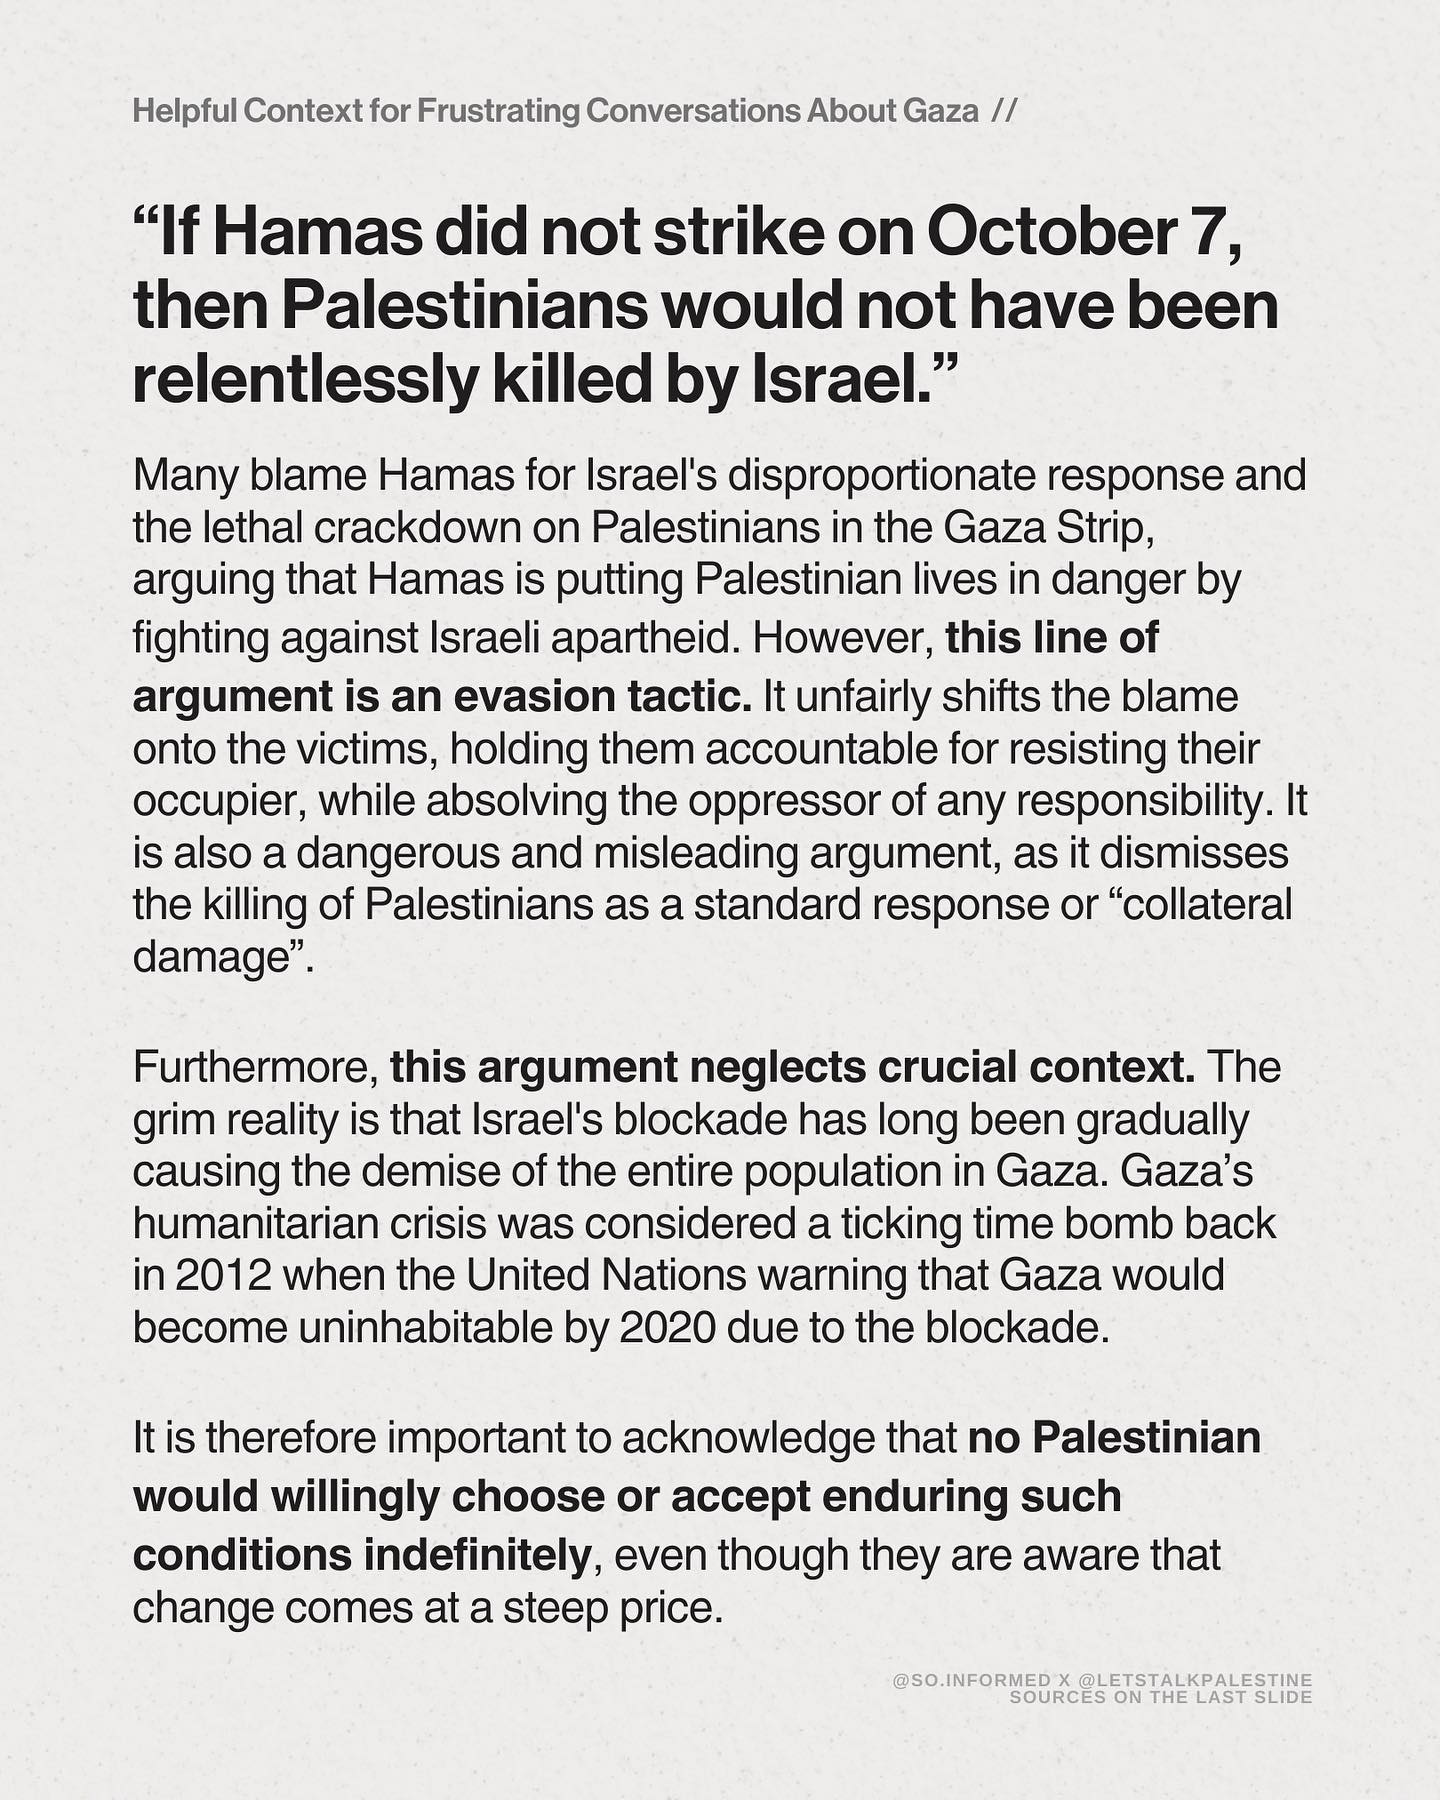 Helpful Context for Frustrating Conversations About Gaza //
“If Hamas did not strike on October 7,
then Palestinians would not have been
relentlessly killed by Israel.”
Many blame Hamas for Israel's disproportionate response and
the lethal crackdown on Palestinians in the Gaza Strip,
arguing that Hamas is putting Palestinian lives in danger by
fighting against Israeli apartheid. However, this line of
argument is an evasion tactic. It unfairly shifts the blame
onto the victims, holding them accountable for resisting their
occupier, while absolving the oppressor of any responsibility. It
is also a dangerous and misleading argument, as it dismisses
the killing of Palestinians as a standard response or “collateral
damage”.
Furthermore, this argument neglects crucial context. The
grim reality is that Israel's blockade has long been gradually
causing the demise of the entire population in Gaza. Gaza’s
humanitarian crisis was considered a ticking time bomb back
in 2012 when the United Nations warning that Gaza would
become uninhabitable by 2020 due to the blockade.
It is therefore important to acknowledge that no Palestinian
would willingly choose or accept enduring such
conditions indefinitely, even though they are aware that
change comes at a steep price.
@SO.INFORMED X @LETSTALKPALESTINE
SOURCES ON THE LAST SLIDE